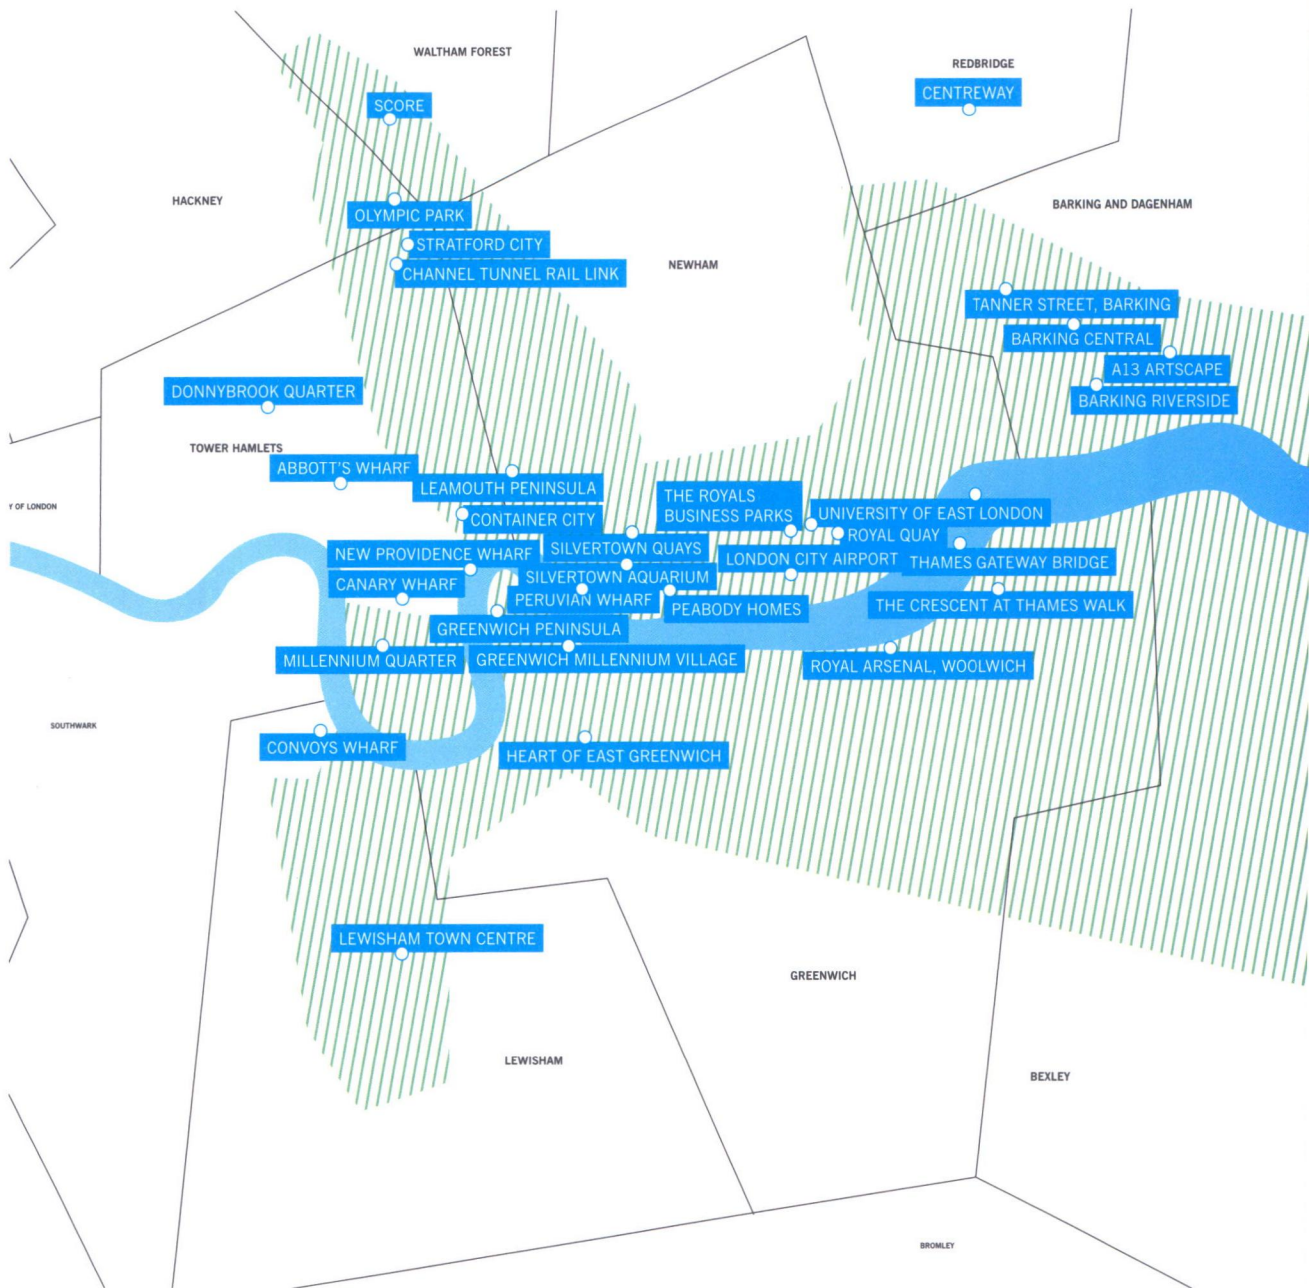 WALTHAM FOREST
REDBRIDGE
CENTREWAY
SCORE
HACKNEY
BARKING AND DAGENHAM
OLYMPIC PARK
STRATFORD CITY
NEWHAM
CHANNEL TUNNEL RAIL LINK
TANNER STREET, BARKING
BARKING CENTRAL
A13 ARTSCAPE
DONNYBROOK QUARTER
BARKING RIVERSIDE
TOWER HAMLETS
ABBOTT'S WHARF
LEAMOUTH PENINSULA
THE ROYALS
BUSINESS PARKS
Y OF LONDON
UNIVERSITY OF EAST LONDON
CONTAINER CITY
ROYAL QUAY
NEW PROVIDENCE WHARF
SILVERTOWN QUAYS
LONDON CITY AIRPORT
THAMES GATEWAY BRIDGE
SILVERTOWN AQUARIUM
CANARY WHARF
PERUVIAN WHARF
PEABODY HOMES
THE CRESCENT AT THAMES WALK
GREENWICH PENINSULA
MILLENNIUM QUARTER
GREENWICH MILLENNIUM VILLAGE
ROYAL ARSENAL, WOOLWICH
SOUTHWARK
CONVOYS WHARF
HEART OF EAST GREENWICH
LEWISHAM TOWN CENTRE
GREENWICH
LEWISHAM
BEXLEY
BROMLEY